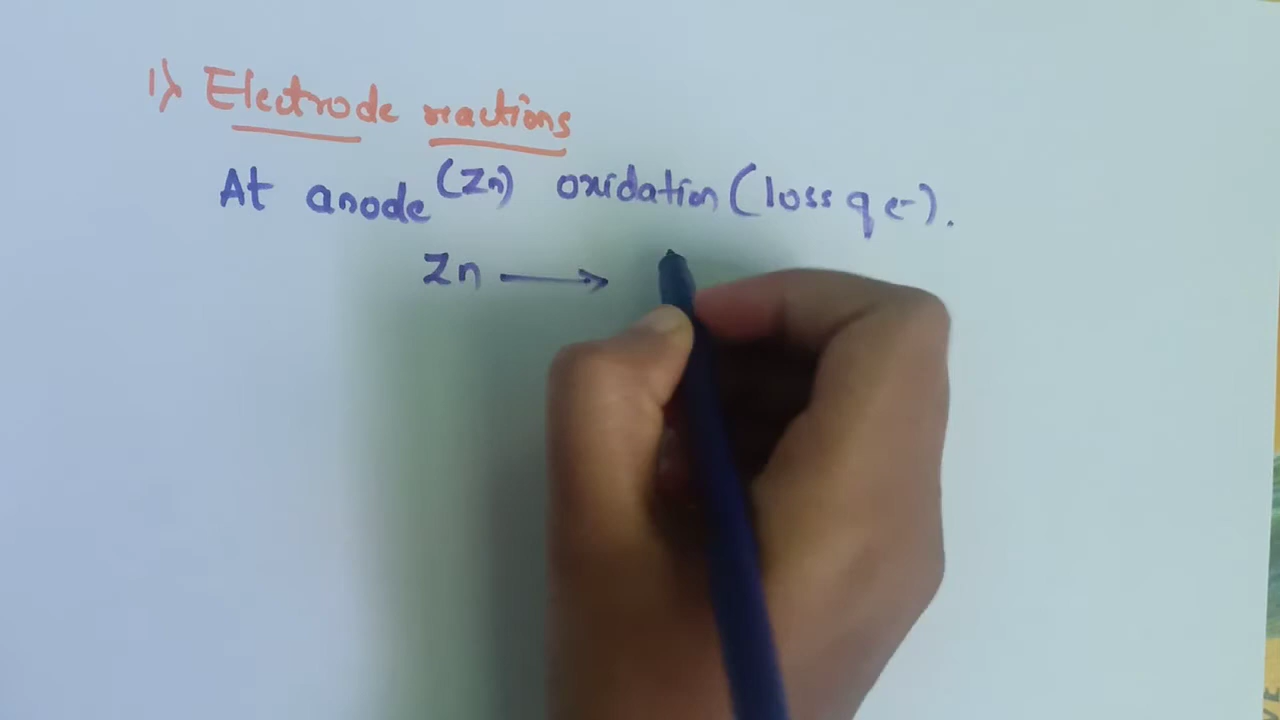 1) Electrode reactions
At anode (Zn) oxidation (loss of e-).
Zn ⟶